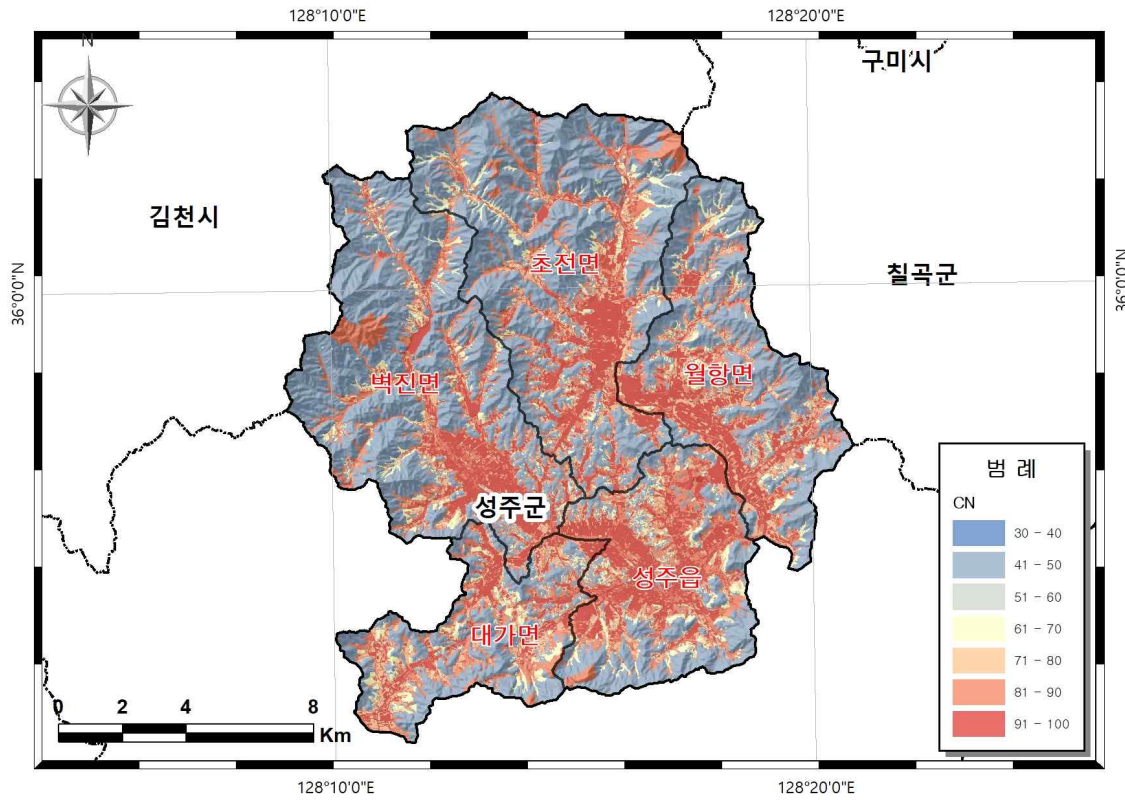 128°10'0"E
128°20'0"E
N
구미시
김천시
초전면
칠곡군
36°0'0"N
36°0'0"N
벽진면
월항면
성주군
성주읍
대가면
범 례
CN
30 - 40
41 - 50
51 - 60
61 - 70
71 - 80
81 - 90
91 - 100
0 2 4 8
Km
128°10'0"E
128°20'0"E